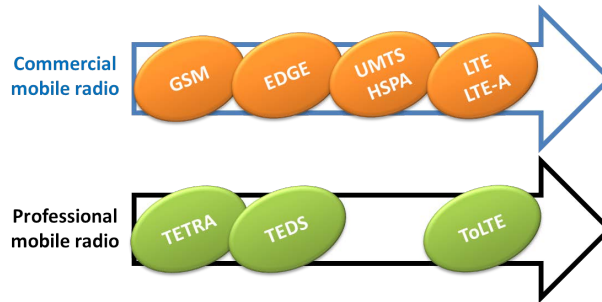 Commercial
mobile radio
GSM
EDGE
UMTS
HSPA
LTE
LTE-A
Professional
mobile radio
TETRA
TEDS
ToLTE